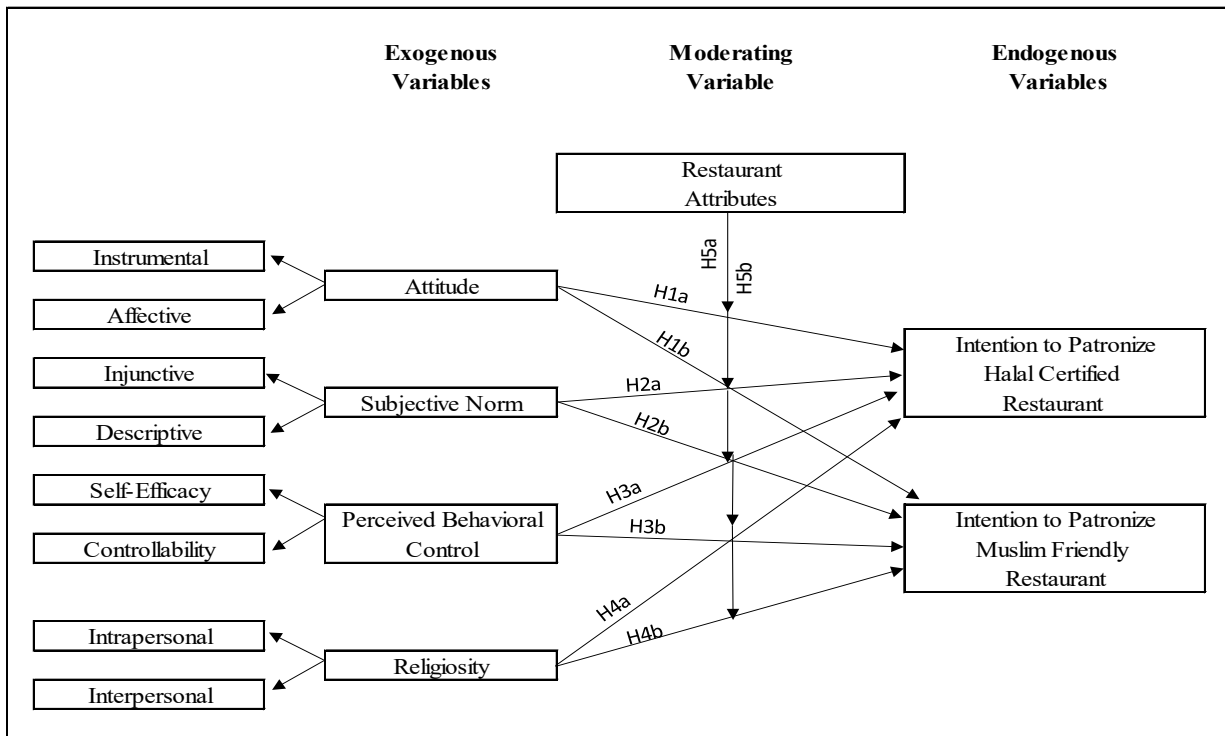 Exogenous
Variables
Moderating
Variable
Endogenous
Variables
Restaurant
Attributes
H5a
H5b
Instrumental
Affective
Attitude
H1a
H1b
Injunctive
Descriptive
Subjective Norm
H2a
H2b
Intention to Patronize
Halal Certified
Restaurant
Self-Efficacy
Controllability
Perceived Behavioral
Control
H3a
H3b
Intention to Patronize
Muslim Friendly
Restaurant
Intrapersonal
Interpersonal
Religiosity
H4a
H4b